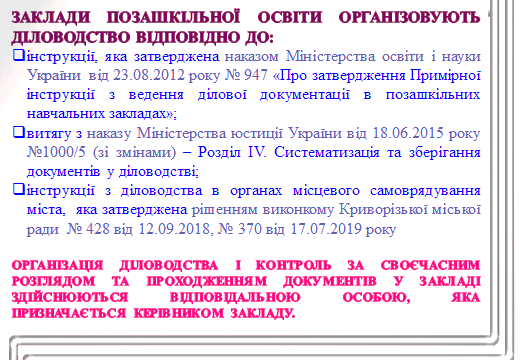 ЗАКЛАДИ ПОЗАШКІЛЬНОЇ ОСВІТИ ОРГАНІЗОВУЮТЬ
ДІЛОВОДСТВО ВІДПОВІДНО ДО:
❑інструкції, яка затверджена наказом Міністерства освіти і науки
України від 23.08.2012 року № 947 «Про затвердження Примірної
інструкції з ведення ділової документації в позашкільних
навчальних закладах»;
❑витягу з наказу Міністерства юстиції України від 18.06.2015 року
№1000/5 (зі змінами) – Розділ IV. Систематизація та зберігання
документів у діловодстві;
❑інструкції з діловодства в органах місцевого самоврядування
міста, яка затверджена рішенням виконкому Криворізької міської
ради № 428 від 12.09.2018, № 370 від 17.07.2019 року
ОРГАНІЗАЦІЯ ДІЛОВОДСТВА І КОНТРОЛЬ ЗА СВОЄЧАСНИМ
РОЗГЛЯДОМ ТА ПРОХОДЖЕННЯМ ДОКУМЕНТІВ У ЗАКЛАДІ
ЗДІЙСНЮЮТЬСЯ ВІДПОВІДАЛЬНОЮ ОСОБОЮ, ЯКА
ПРИЗНАЧАЄТЬСЯ КЕРІВНИКОМ ЗАКЛАДУ.